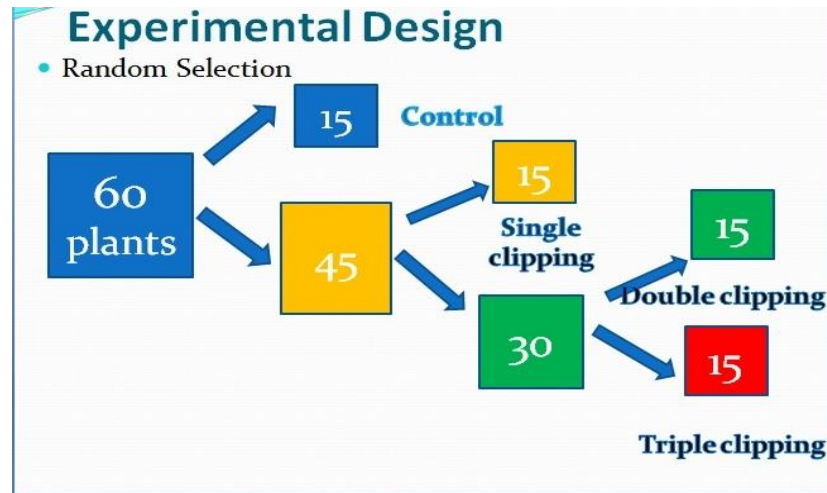 Experimental Design
• Random Selection
15
Control
60
plants
15
Single
clipping
45
15
Double clipping
30
15
Triple clipping